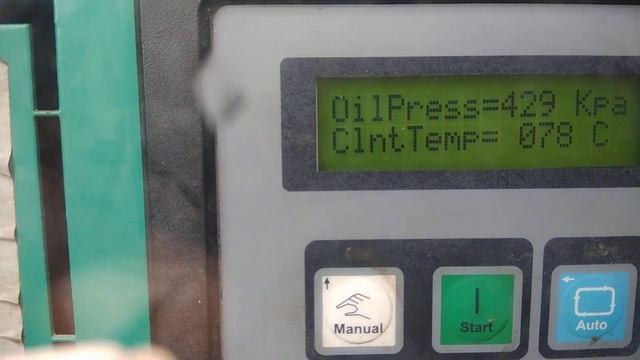 OilPress=429 Kpa
ClntTemp= 078 C
Manual
Start
Auto